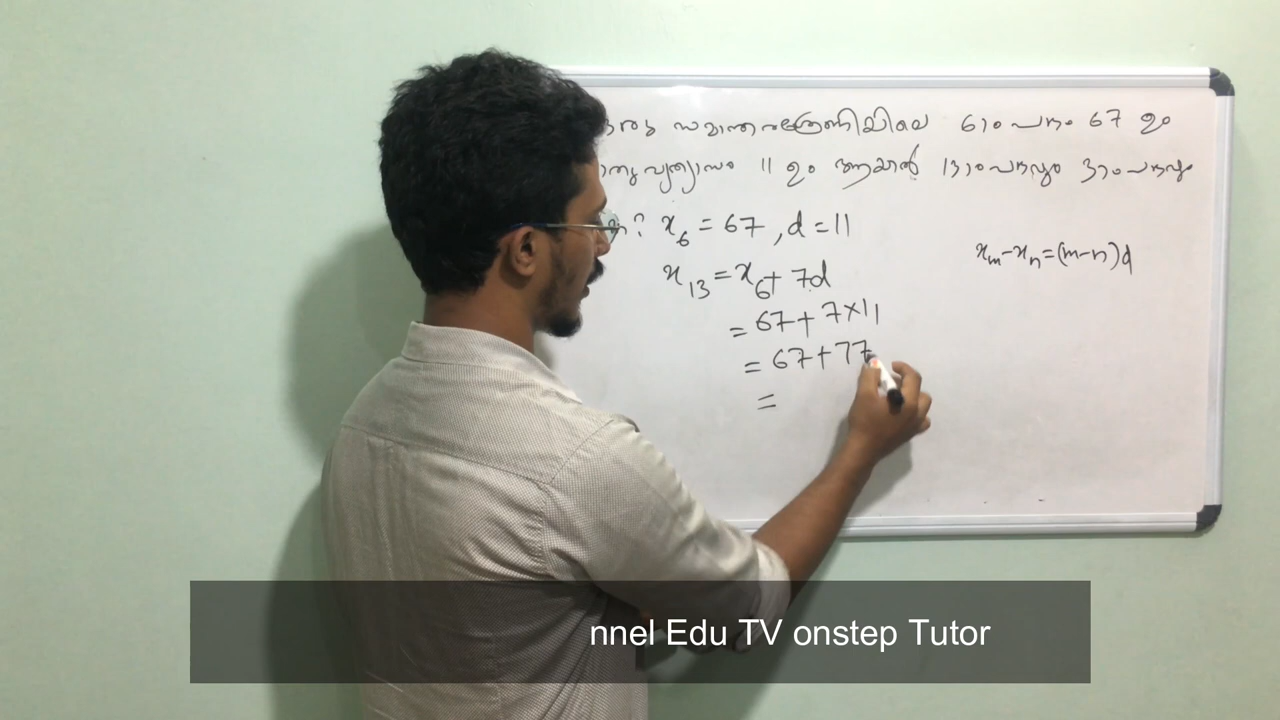 ഒരു സമാന്തരശ്രേണിയിലെ 6ാം പദം 67 ഉം
പൊതുവ്യത്യാസം 11 ഉം ആയാൽ 13ാം പദവും 3ാം പദവും
? x₆ = 67 , d = 11
xₘ - xₙ = (m-n)d
x₁₃ = x₆ + 7d
= 67 + 7×11
= 67 + 77
=
nnel Edu TV onstep Tutor